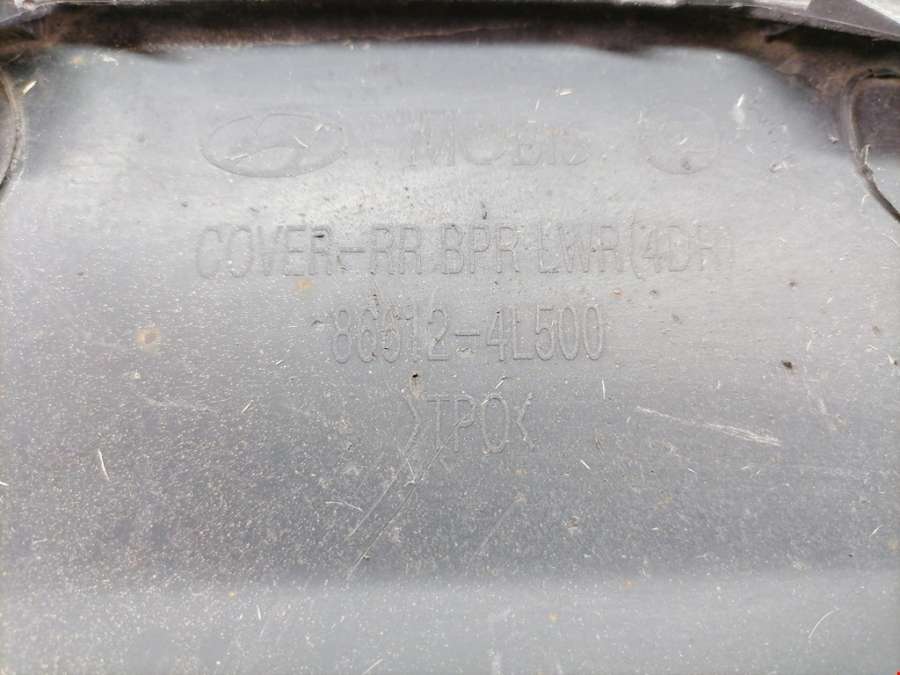 MOBIS
COVER-RR BPR LWR(4DR)
86612-4L500
>TPO<